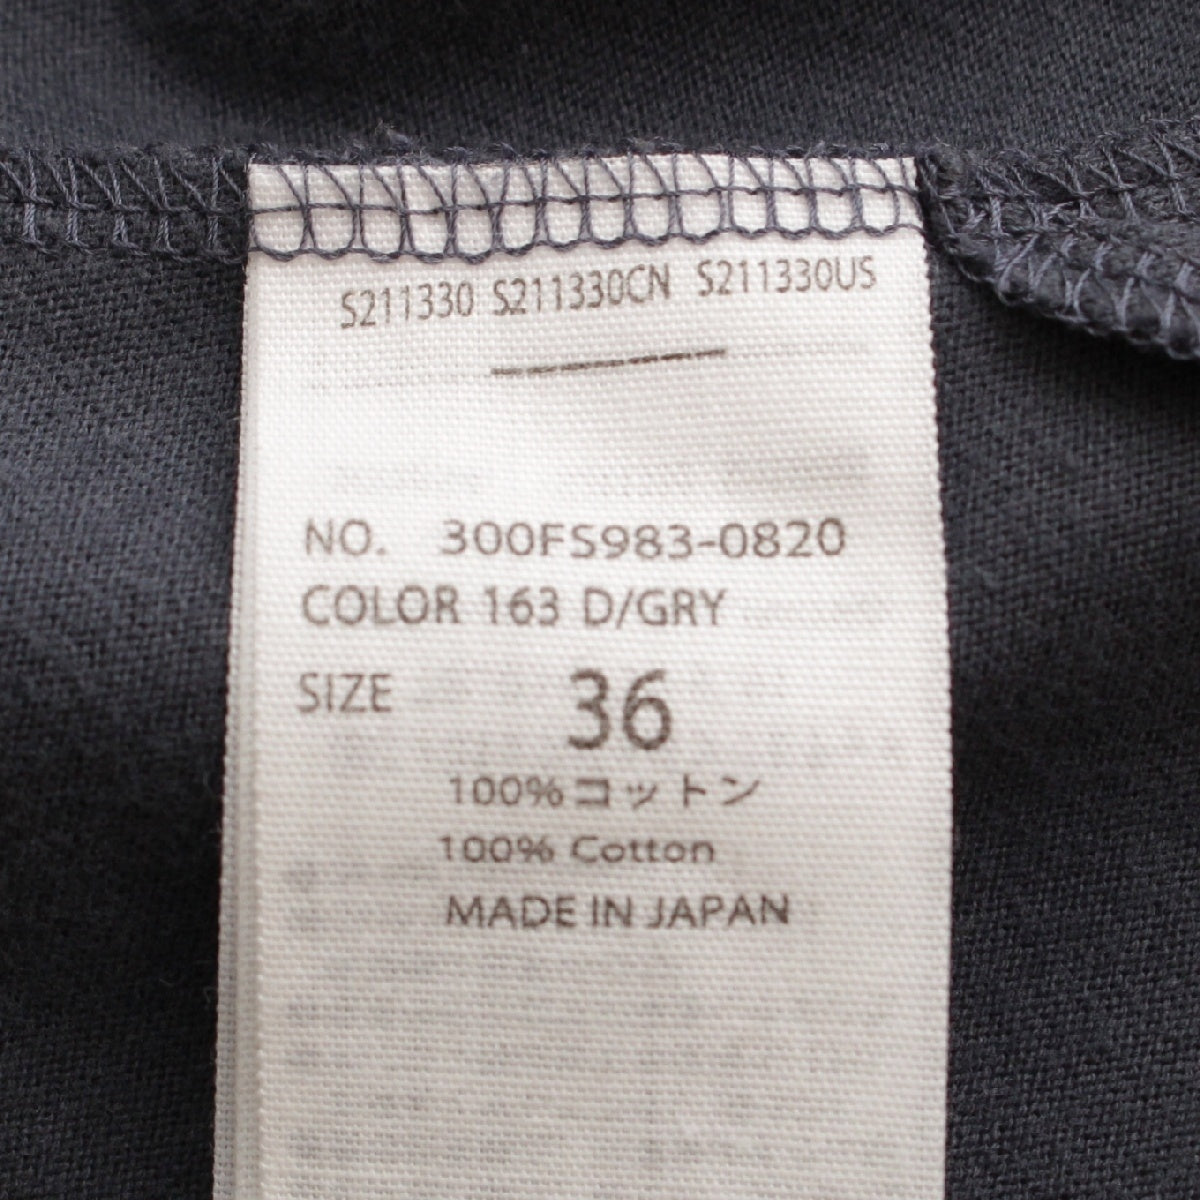 S211330 S211330CN S211330US
NO. 300FS983-0820
COLOR 163 D/GRY
SIZE 36
100%コットン
100% Cotton
MADE IN JAPAN